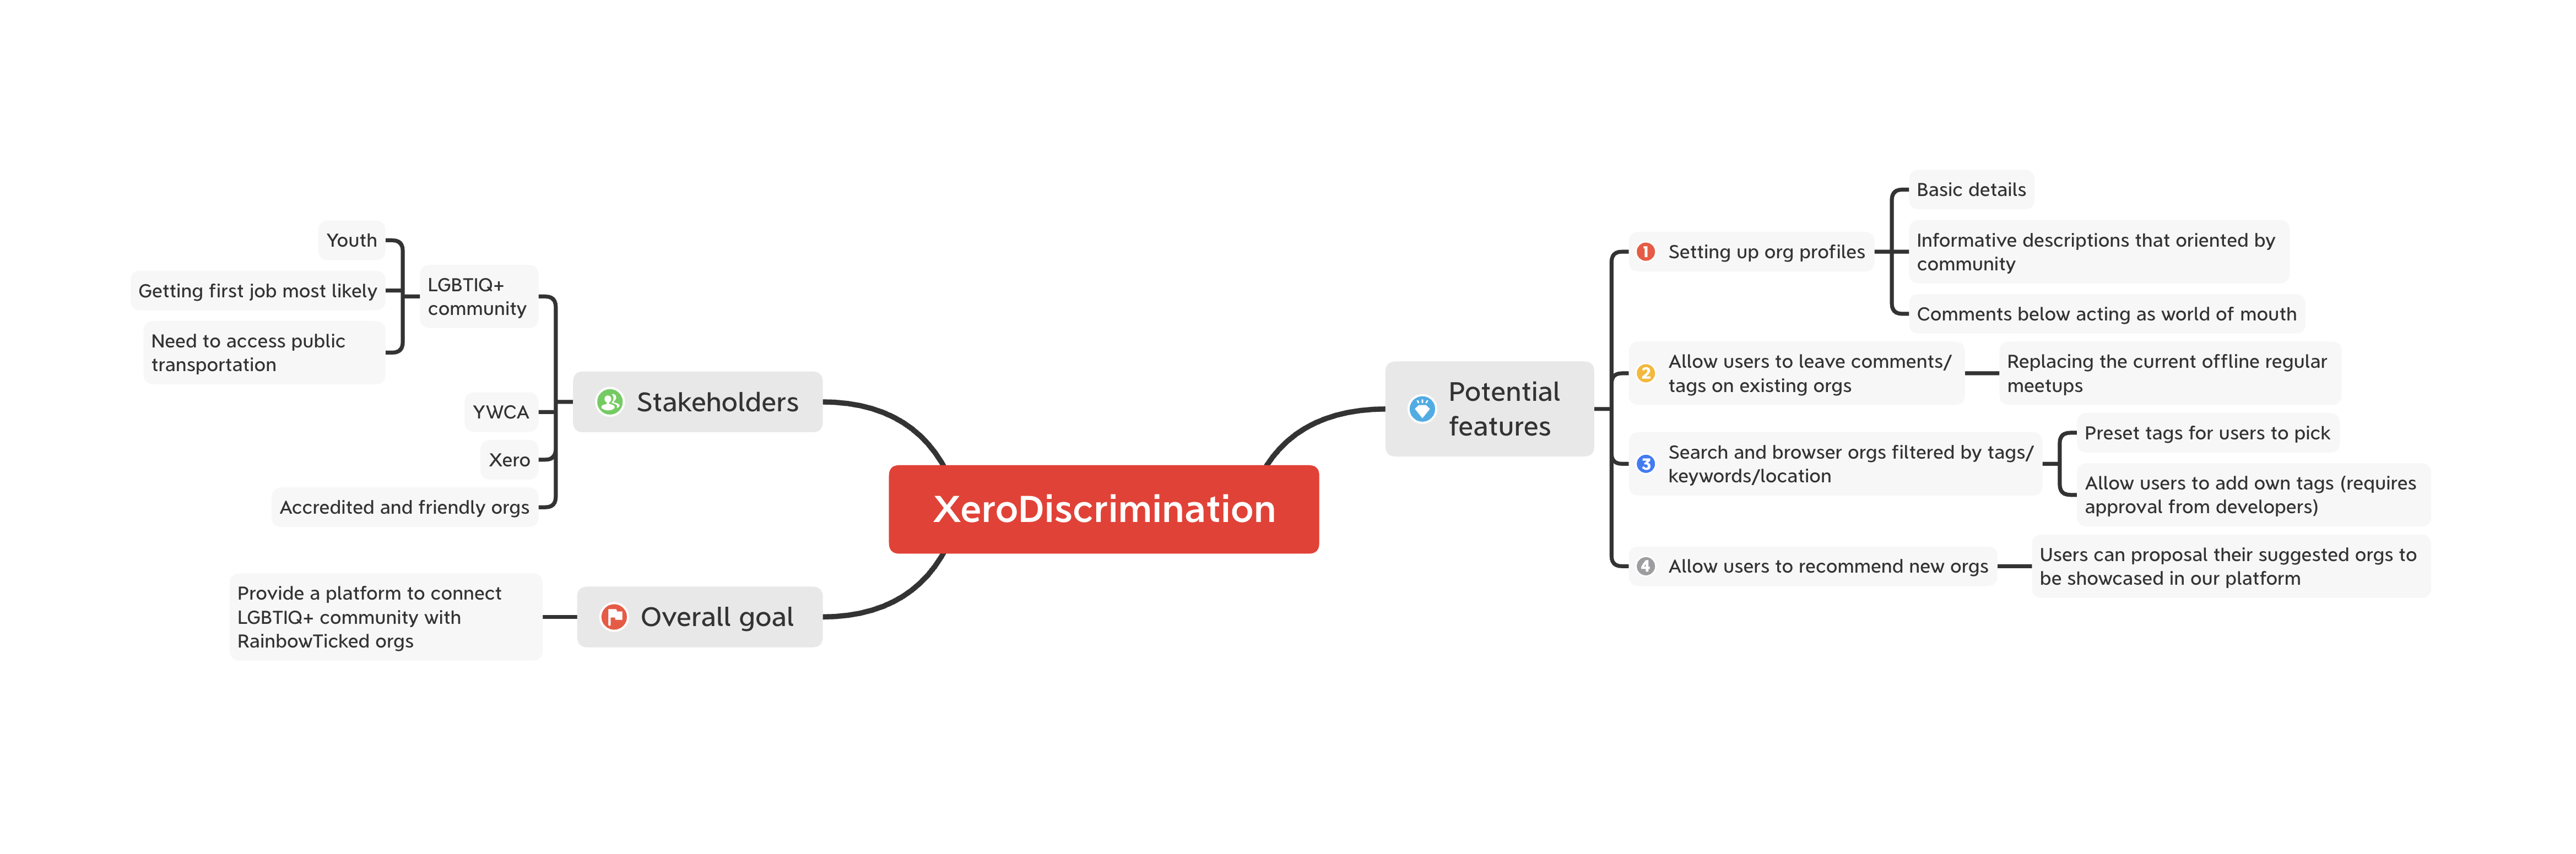 XeroDiscrimination
Stakeholders
LGBTIQ+
community
Youth
Getting first job most likely
Need to access public
transportation
YWCA
Xero
Accredited and friendly orgs
Overall goal
Provide a platform to connect
LGBTIQ+ community with
RainbowTicked orgs
Potential
features
1 Setting up org profiles
Basic details
Informative descriptions that oriented by
community
Comments below acting as world of mouth
2 Allow users to leave comments/
tags on existing orgs
Replacing the current offline regular
meetups
3 Search and browser orgs filtered by tags/
keywords/location
Preset tags for users to pick
Allow users to add own tags (requires
approval from developers)
4 Allow users to recommend new orgs
Users can proposal their suggested orgs to
be showcased in our platform